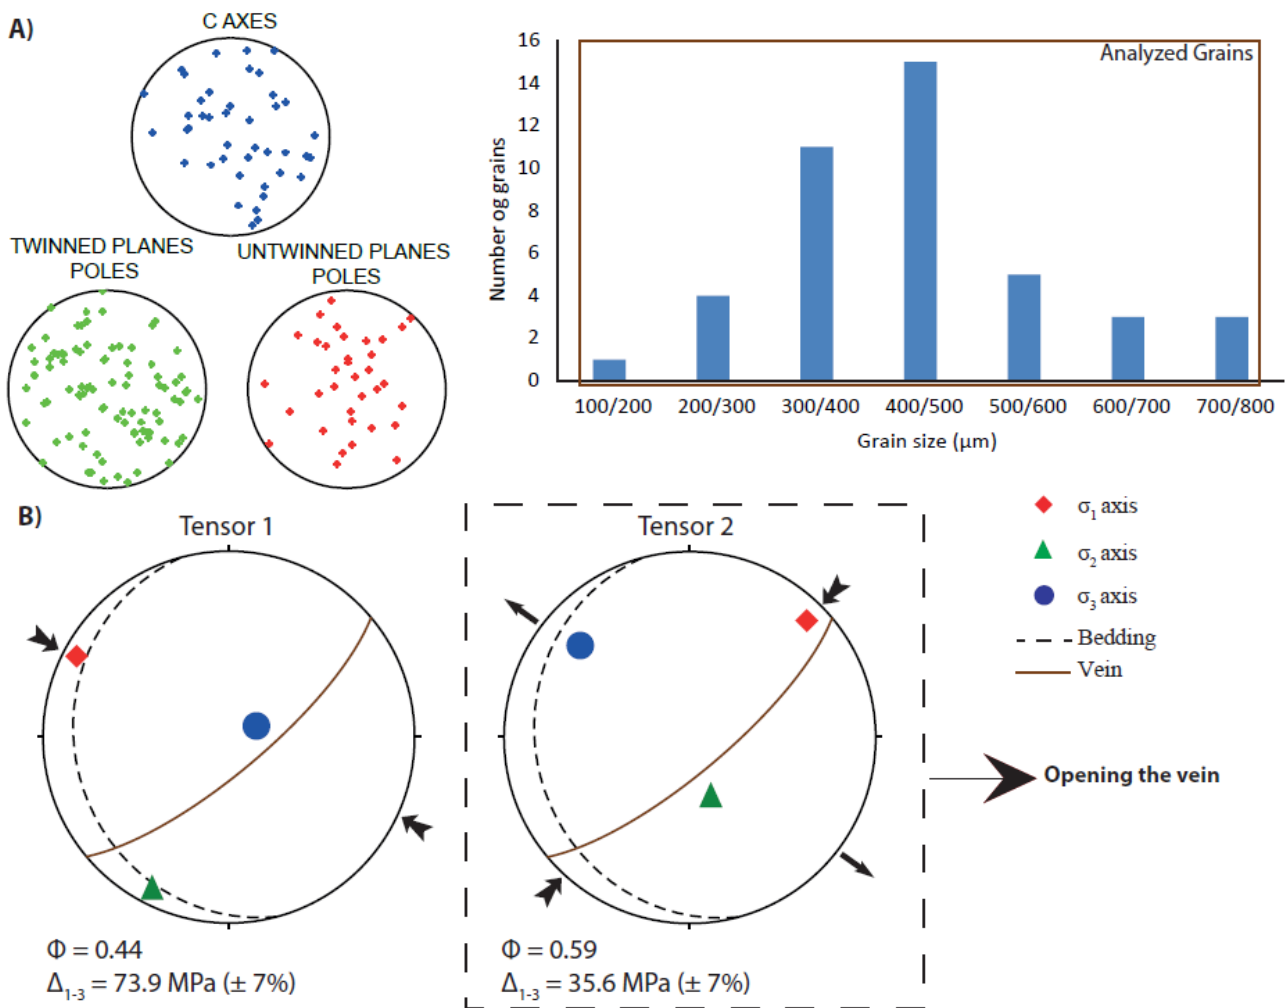 A)
C AXES
TWINNED PLANES
POLES
UNTWINNED PLANES
POLES
Analyzed Grains
Number og grains
16
14
12
10
8
6
4
2
0
100/200 200/300 300/400 400/500 500/600 600/700 700/800
Grain size (µm)
B)
Tensor 1
Φ = 0.44
Δ₁₋₃ = 73.9 MPa (± 7%)
Tensor 2
Φ = 0.59
Δ₁₋₃ = 35.6 MPa (± 7%)
σ₁ axis
σ₂ axis
σ₃ axis
Bedding
Vein
Opening the vein